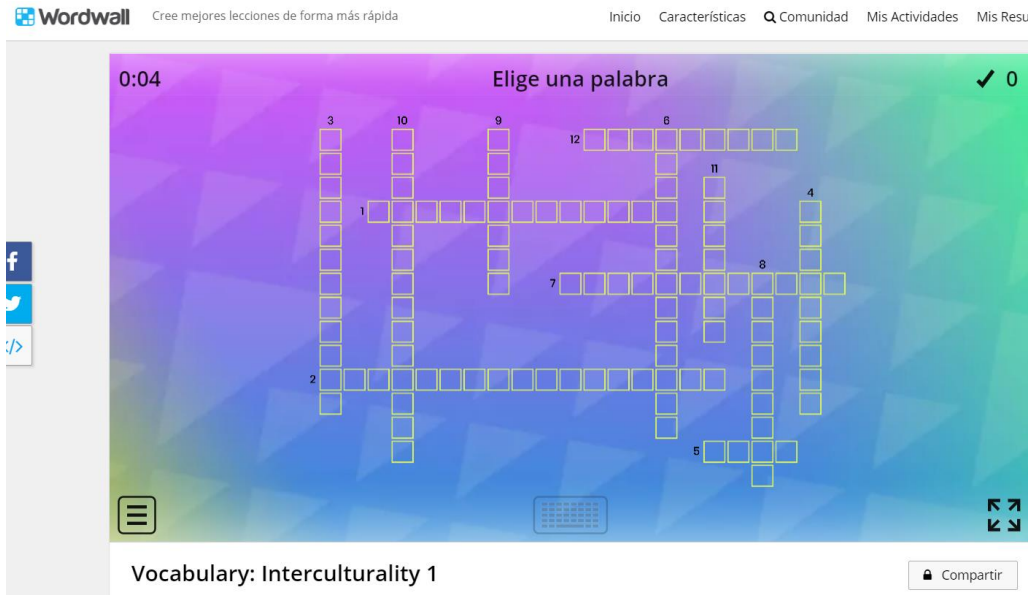 Wordwall Cree mejores lecciones de forma más rápida Inicio Características Comunidad Mis Actividades Mis Resu
0:04 Elige una palabra 0
3 10 9 6
12
11
4
1
8
7
2
5
Vocabulary: Interculturality 1 Compartir